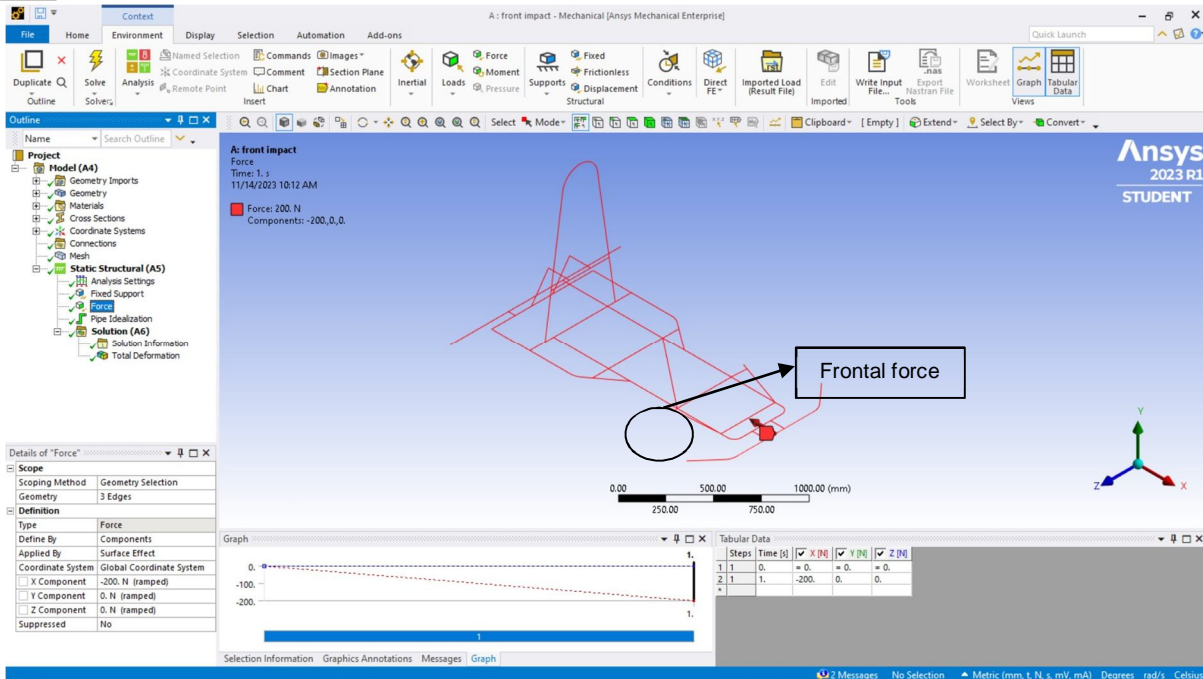 Context
A : front impact - Mechanical [Ansys Mechanical Enterprise]
File Home Environment Display Selection Automation Add-ons
Quick Launch
Duplicate Q
Outline
Solve
Solver
Analysis
Named Selection
Coordinate System
Remote Point
Commands
Comment
Chart
Images
Section Plane
Annotation
Insert
Inertial
Loads
Force
Moment
Pressure
Supports
Fixed
Frictionless
Displacement
Conditions
Direct FE
Structural
Imported Load (Result File)
Edit
Imported
Write Input File...
Export Nastran File
.nas
Tools
Worksheet
Graph
Tabular Data
Views
Outline
Select Mode Clipboard [ Empty ] Extend Select By Convert
Name Search Outline
Project
Model (A4)
Geometry Imports
Geometry
Materials
Cross Sections
Coordinate Systems
Connections
Mesh
Static Structural (A5)
Analysis Settings
Fixed Support
Force
Pipe Idealization
Solution (A6)
Solution Information
Total Deformation
A: front impact
Force
Time: 1. s
11/14/2023 10:12 AM
Force: 200. N
Components: -200.,0.,0.
Ansys
2023 R1
STUDENT
Frontal force
Y
Z
X
0.00 500.00 1000.00 (mm)
250.00 750.00
Details of "Force"
Scope
Scoping Method Geometry Selection
Geometry 3 Edges
Definition
Type Force
Define By Components
Applied By Surface Effect
Coordinate System Global Coordinate System
X Component -200. N (ramped)
Y Component 0. N (ramped)
Z Component 0. N (ramped)
Suppressed No
Graph
1.
0.
-100.
-200.
1.
1
Selection Information Graphics Annotations Messages Graph
Tabular Data
Steps Time [s] X [N] Y [N] Z [N]
1 1 0. = 0. = 0. = 0.
2 1 1. -200. 0. 0.
*
2 Messages No Selection Metric (mm, t, N, s, mV, mA) Degrees rad/s Celsius